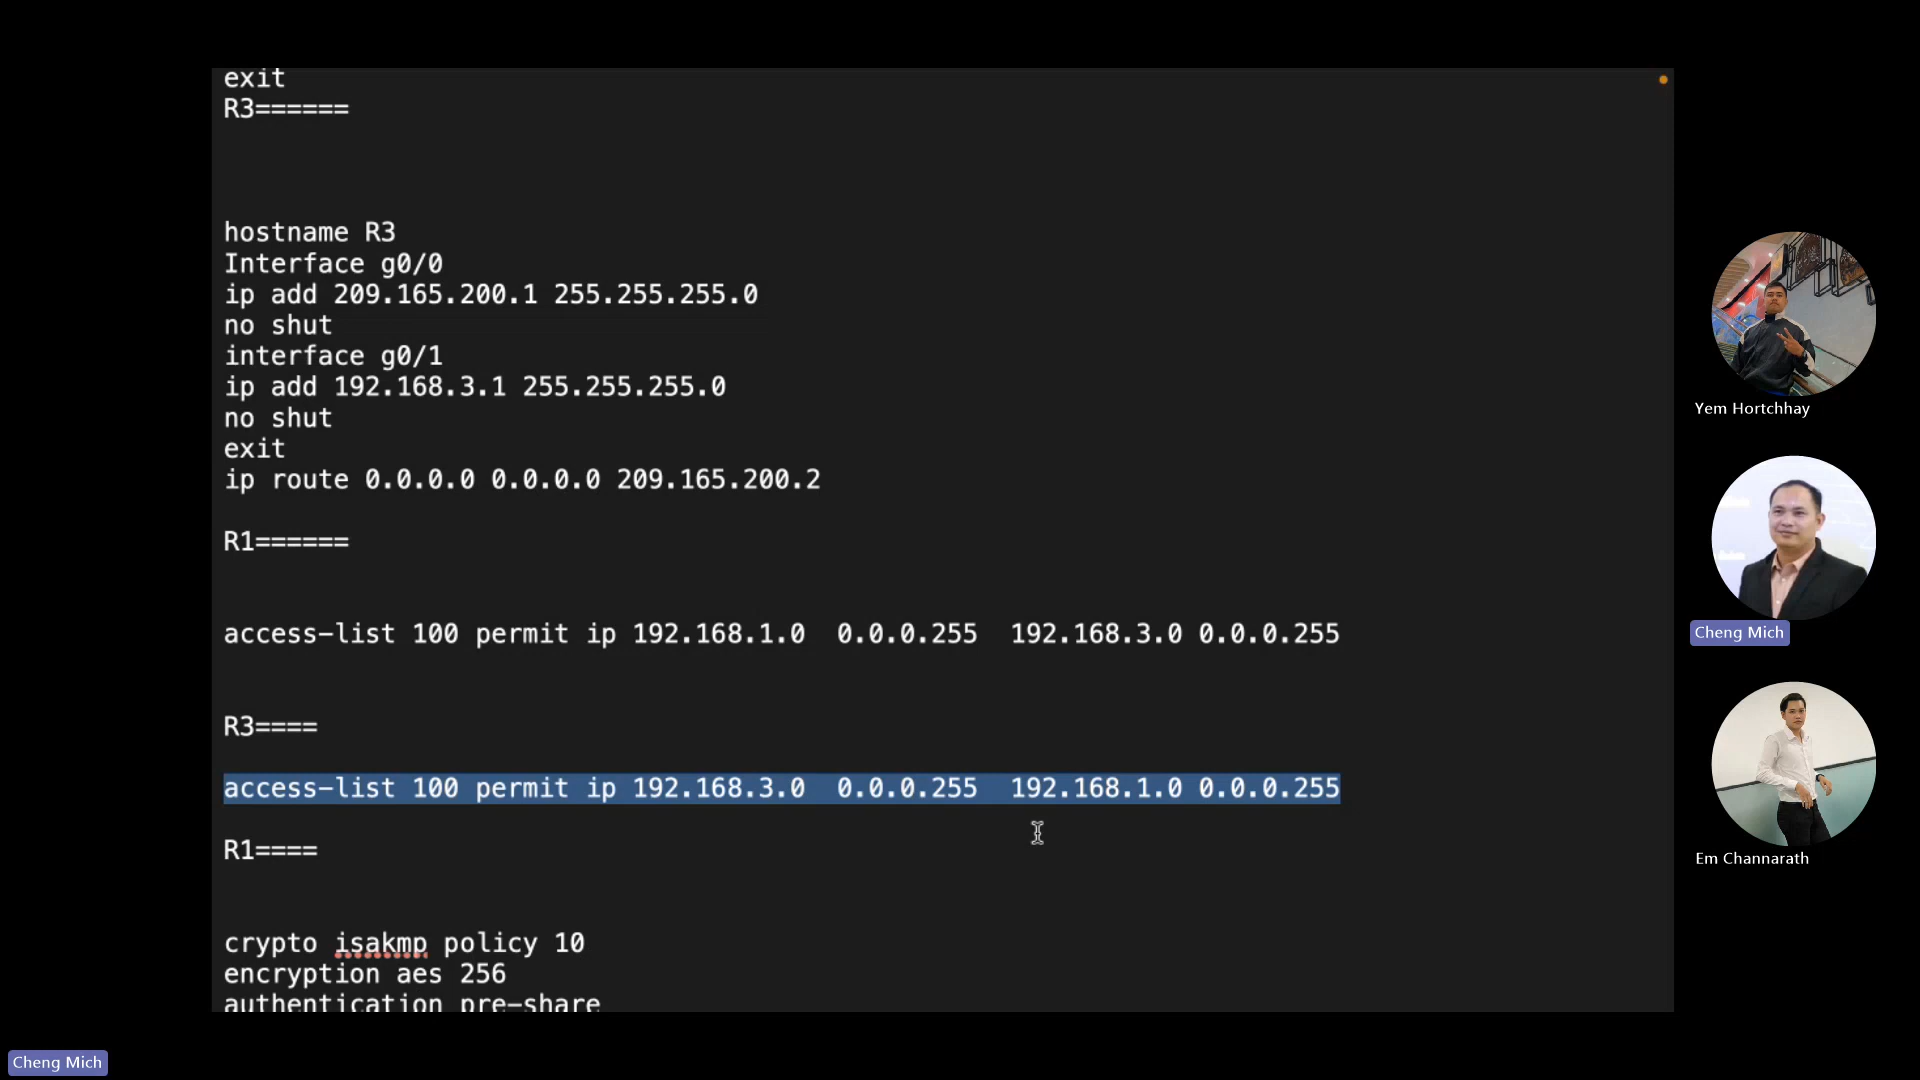 exit
R3======
hostname R3
Interface g0/0
ip add 209.165.200.1 255.255.255.0
no shut
interface g0/1
ip add 192.168.3.1 255.255.255.0
no shut
exit
ip route 0.0.0.0 0.0.0.0 209.165.200.2
R1======
access-list 100 permit ip 192.168.1.0  0.0.0.255  192.168.3.0 0.0.0.255
R3====
access-list 100 permit ip 192.168.3.0  0.0.0.255  192.168.1.0 0.0.0.255
R1====
crypto isakmp policy 10
encryption aes 256
authentication pre-share
Yem Hortchhay
Cheng Mich
Em Channarath
Cheng Mich